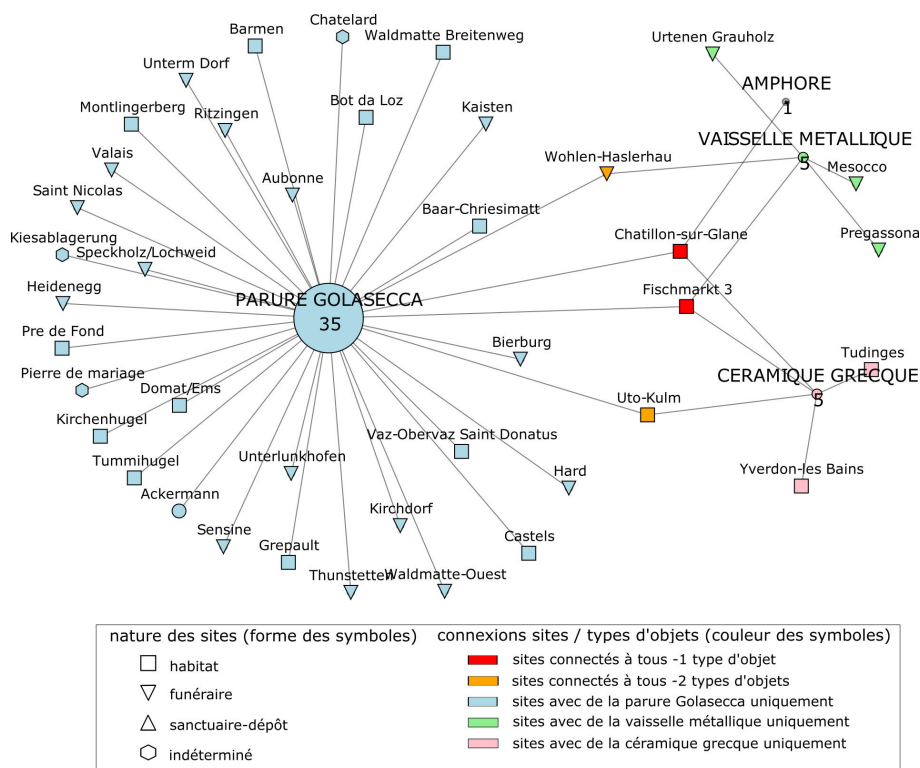 Chatelard
Barmen
Waldmatte Breitenweg
Urtenen Grauholz
Unterm Dorf
AMPHORE
1
Montlingerberg
Ritzingen
Bot da Loz
Kaisten
VAISSELLE METALLIQUE
5
Valais
Wohlen-Haslerhau
Mesocco
Aubonne
Saint Nicolas
Baar-Chriesimatt
Chatillon-sur-Glane
Pregassona
Kiesablagerung
Speckholz/Lochweid
Heidenegg
PARURE GOLASECCA
35
Fischmarkt 3
Pre de Fond
Bierburg
Tudinges
Pierre de mariage
Domat/Ems
CERAMIQUE GRECQUE
5
Uto-Kulm
Kirchenhugel
Vaz-Obervaz Saint Donatus
Tummihugel
Unterlunkhofen
Hard
Yverdon-les Bains
Ackermann
Kirchdorf
Sensine
Grepault
Castels
Thunstetten
Waldmatte-Ouest
nature des sites (forme des symboles)
habitat
funéraire
sanctuaire-dépôt
indéterminé
connexions sites / types d'objets (couleur des symboles)
sites connectés à tous -1 type d'objet
sites connectés à tous -2 types d'objets
sites avec de la parure Golasecca uniquement
sites avec de la vaisselle métallique uniquement
sites avec de la céramique grecque uniquement